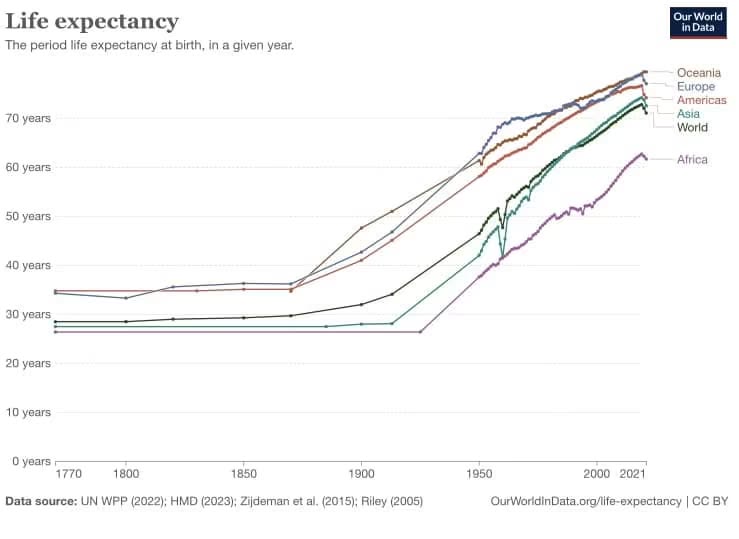 Life expectancy
The period life expectancy at birth, in a given year.
Our World
in Data
Oceania
Europe
Americas
Asia
World
Africa
70 years
60 years
50 years
40 years
30 years
20 years
10 years
0 years
1770 1800 1850 1900 1950 2000 2021
Data source: UN WPP (2022); HMD (2023); Zijdeman et al. (2015); Riley (2005)
OurWorldInData.org/life-expectancy | CC BY